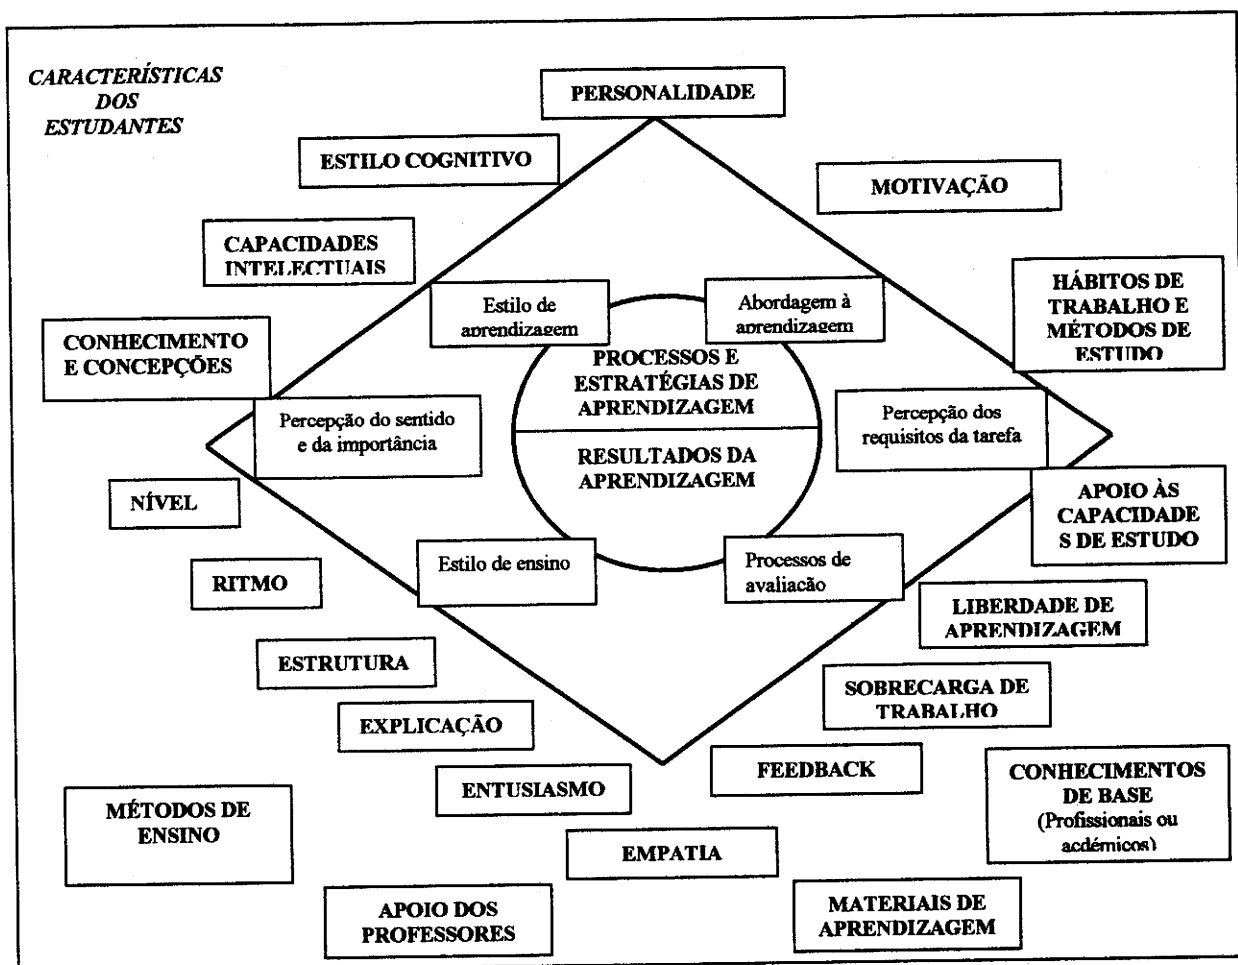 CARACTERÍSTICAS
DOS
ESTUDANTES
PERSONALIDADE
ESTILO COGNITIVO
MOTIVAÇÃO
CAPACIDADES
INTELECTUAIS
HÁBITOS DE
TRABALHO E
MÉTODOS DE
ESTUDO
Estilo de
aprendizagem
Abordagem à
aprendizagem
CONHECIMENTO
E CONCEPÇÕES
PROCESSOS E
ESTRATÉGIAS DE
APRENDIZAGEM
Percepção do sentido
e da importância
Percepção dos
requisitos da tarefa
RESULTADOS DA
APRENDIZAGEM
NÍVEL
APOIO ÀS
CAPACIDADE
S DE ESTUDO
Estilo de ensino
Processos de
avaliacão
RITMO
LIBERDADE DE
APRENDIZAGEM
ESTRUTURA
SOBRECARGA DE
TRABALHO
EXPLICAÇÃO
ENTUSIASMO
FEEDBACK
CONHECIMENTOS
DE BASE
(Profissionais ou
acdémicos)
MÉTODOS DE
ENSINO
EMPATIA
APOIO DOS
PROFESSORES
MATERIAIS DE
APRENDIZAGEM